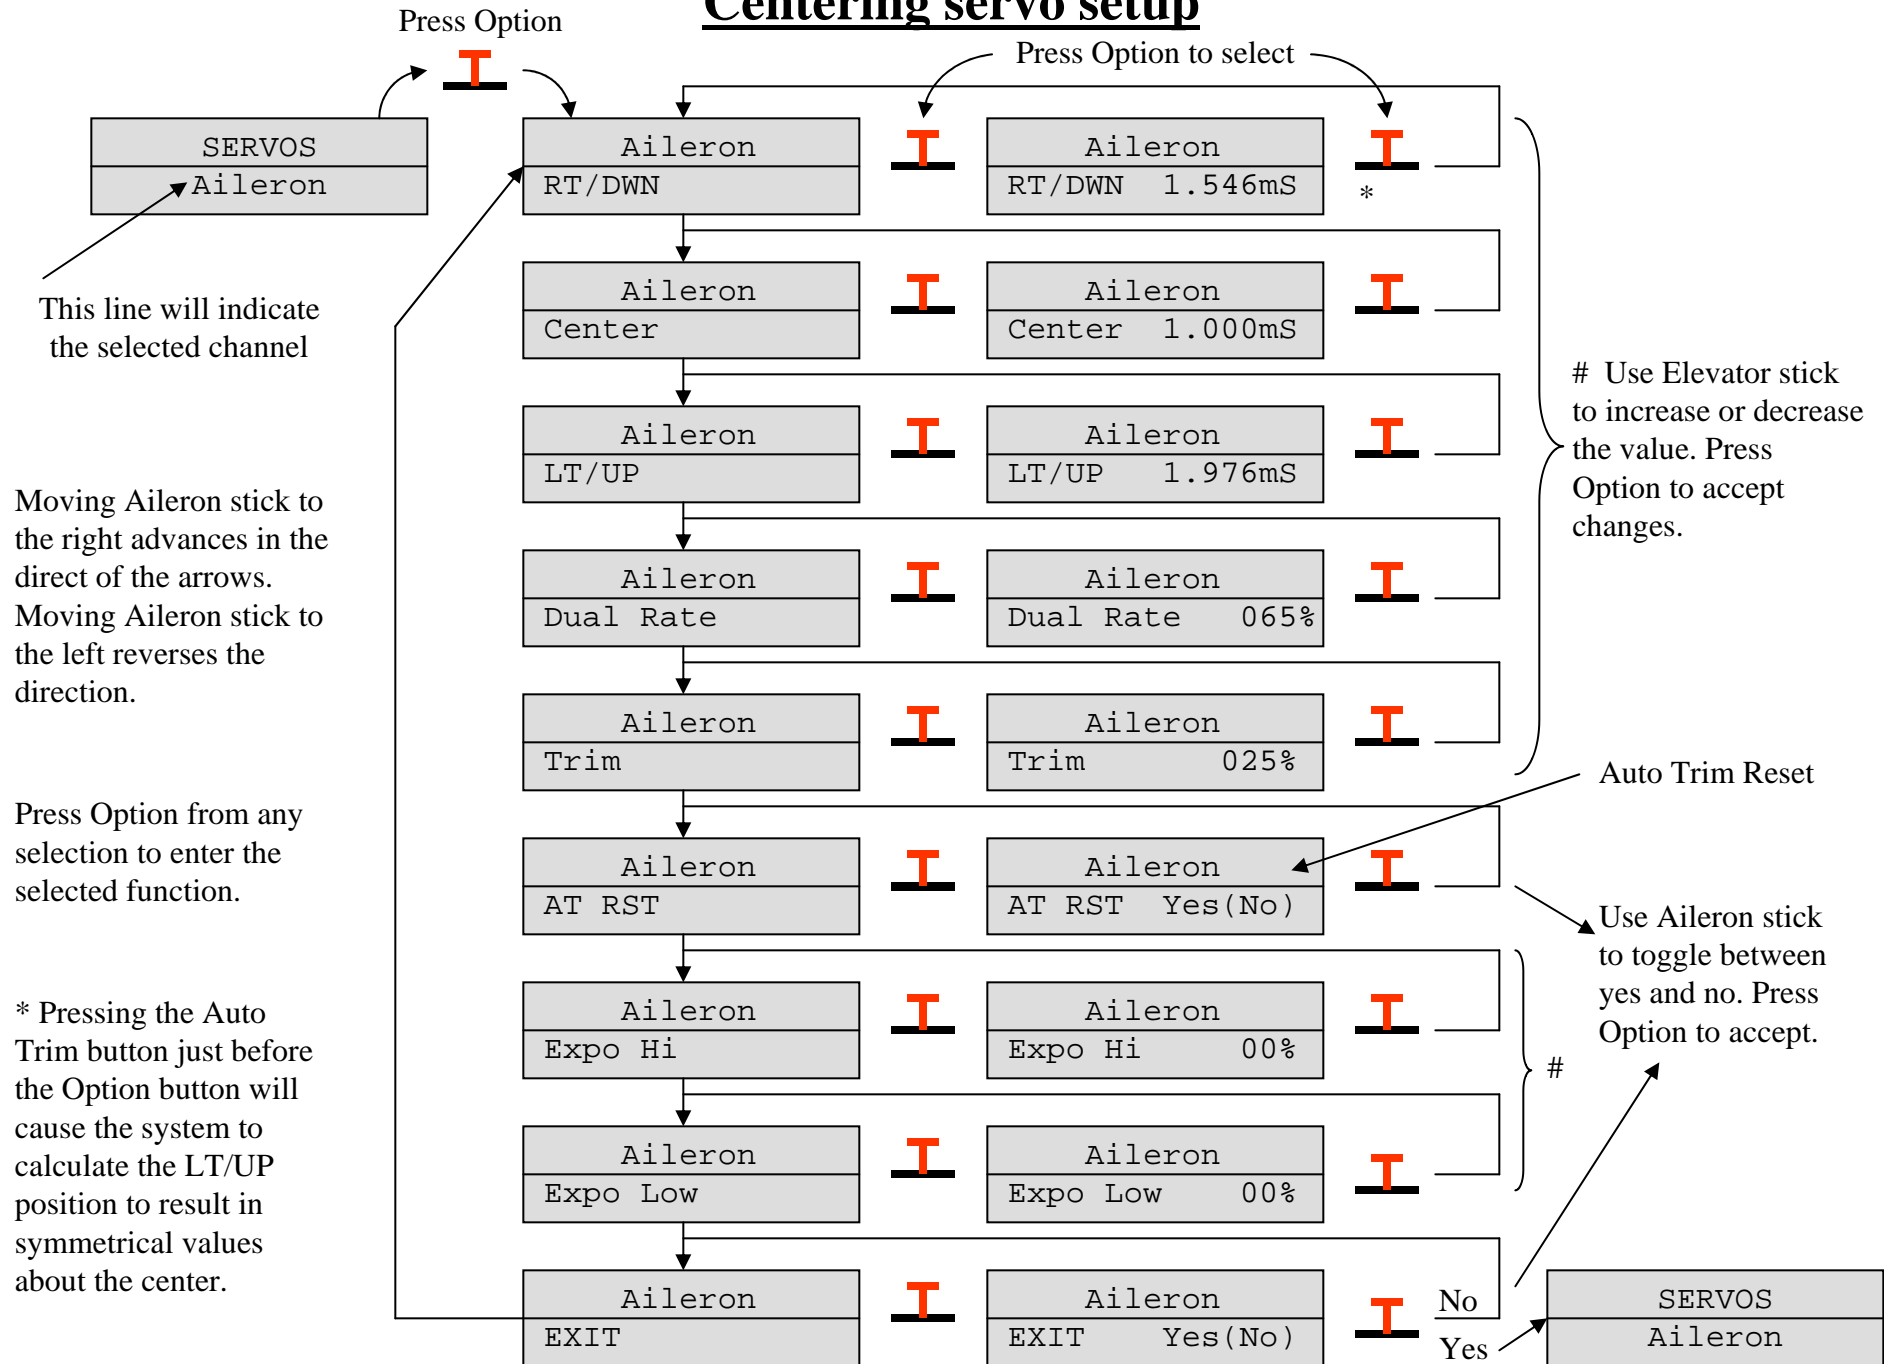 Centering servo setup
Press Option
Press Option to select
SERVOS
Aileron
This line will indicate
the selected channel
Moving Aileron stick to
the right advances in the
direct of the arrows.
Moving Aileron stick to
the left reverses the
direction.
Press Option from any
selection to enter the
selected function.
* Pressing the Auto
Trim button just before
the Option button will
cause the system to
calculate the LT/UP
position to result in
symmetrical values
about the center.
Aileron
RT/DWN
Aileron
RT/DWN 1.546mS
*
Aileron
Center
Aileron
Center 1.000mS
Aileron
LT/UP
Aileron
LT/UP 1.976mS
Aileron
Dual Rate
Aileron
Dual Rate 065%
Aileron
Trim
Aileron
Trim 025%
Aileron
AT RST
Aileron
AT RST Yes(No)
Aileron
Expo Hi
Aileron
Expo Hi 00%
Aileron
Expo Low
Aileron
Expo Low 00%
Aileron
EXIT
Aileron
EXIT Yes(No)
No
Yes
# Use Elevator stick
to increase or decrease
the value. Press
Option to accept
changes.
Auto Trim Reset
Use Aileron stick
to toggle between
yes and no. Press
Option to accept.
#
SERVOS
Aileron